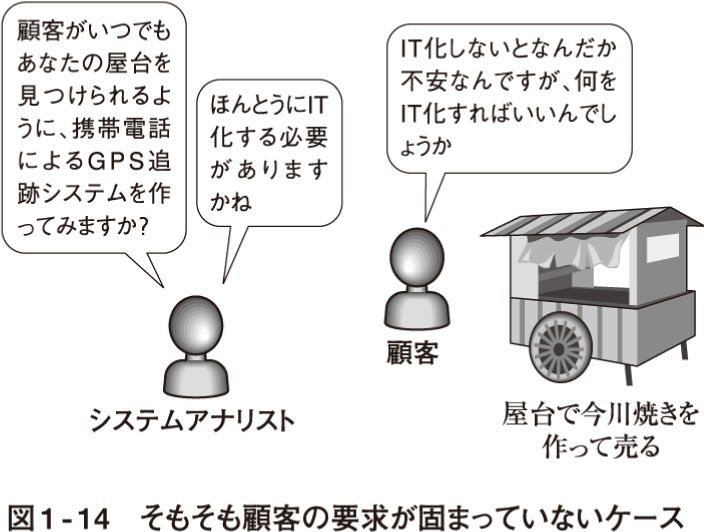 顧客がいつでも
あなたの屋台を
見つけられるよ
うに、携帯電話
によるGPS追
跡システムを作
ってみますか?
ほんとうにIT
化する必要
があります
かね
IT化しないとなんだか
不安なんですが、何を
IT化すればいいんでし
ょうか
システムアナリスト
顧客
屋台で今川焼きを
作って売る
図1-14 そもそも顧客の要求が固まっていないケース